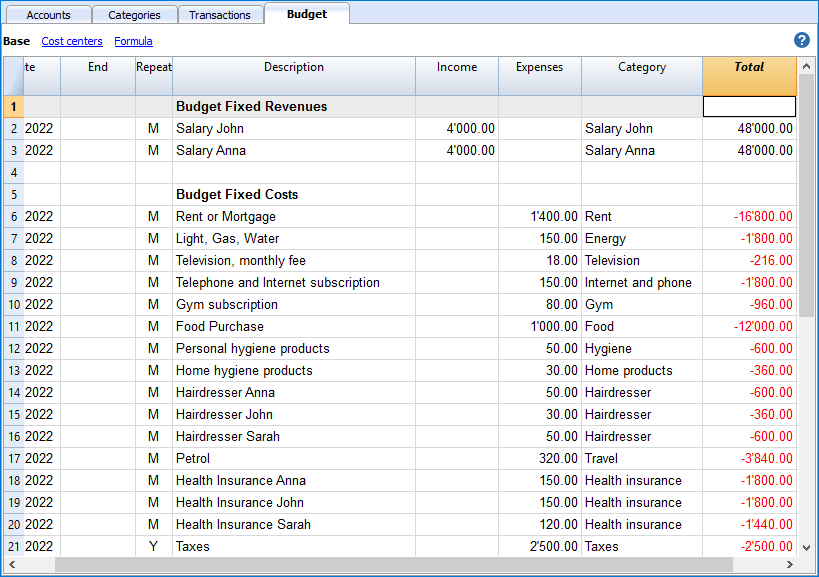 Accounts Categories Transactions Budget
Base Cost centers Formula ?
te End Repeat Description Income Expenses Category Total
1 Budget Fixed Revenues
2 2022 M Salary John 4'000.00 Salary John 48'000.00
3 2022 M Salary Anna 4'000.00 Salary Anna 48'000.00
4
5 Budget Fixed Costs
6 2022 M Rent or Mortgage 1'400.00 Rent -16'800.00
7 2022 M Light, Gas, Water 150.00 Energy -1'800.00
8 2022 M Television, monthly fee 18.00 Television -216.00
9 2022 M Telephone and Internet subscription 150.00 Internet and phone -1'800.00
10 2022 M Gym subscription 80.00 Gym -960.00
11 2022 M Food Purchase 1'000.00 Food -12'000.00
12 2022 M Personal hygiene products 50.00 Hygiene -600.00
13 2022 M Home hygiene products 30.00 Home products -360.00
14 2022 M Hairdresser Anna 50.00 Hairdresser -600.00
15 2022 M Hairdresser John 30.00 Hairdresser -360.00
16 2022 M Hairdresser Sarah 50.00 Hairdresser -600.00
17 2022 M Petrol 320.00 Travel -3'840.00
18 2022 M Health Insurance Anna 150.00 Health insurance -1'800.00
19 2022 M Health Insurance John 150.00 Health insurance -1'800.00
20 2022 M Health Insurance Sarah 120.00 Health insurance -1'440.00
21 2022 Y Taxes 2'500.00 Taxes -2'500.00